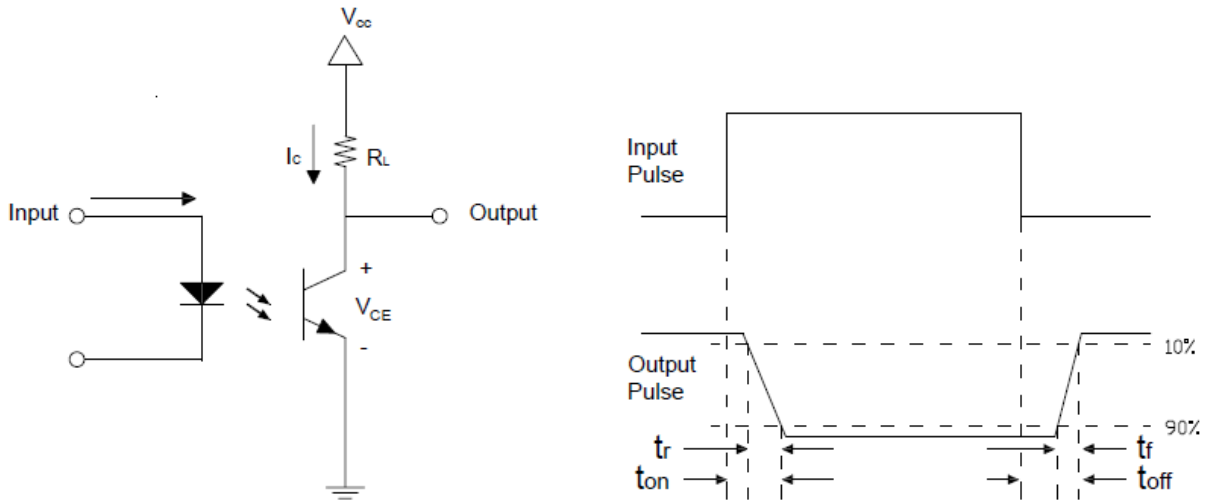 Vcc
Ic
RL
Input
Output
+
VCE
-
Input
Pulse
10%
Output
Pulse
90%
tr
tf
ton
toff